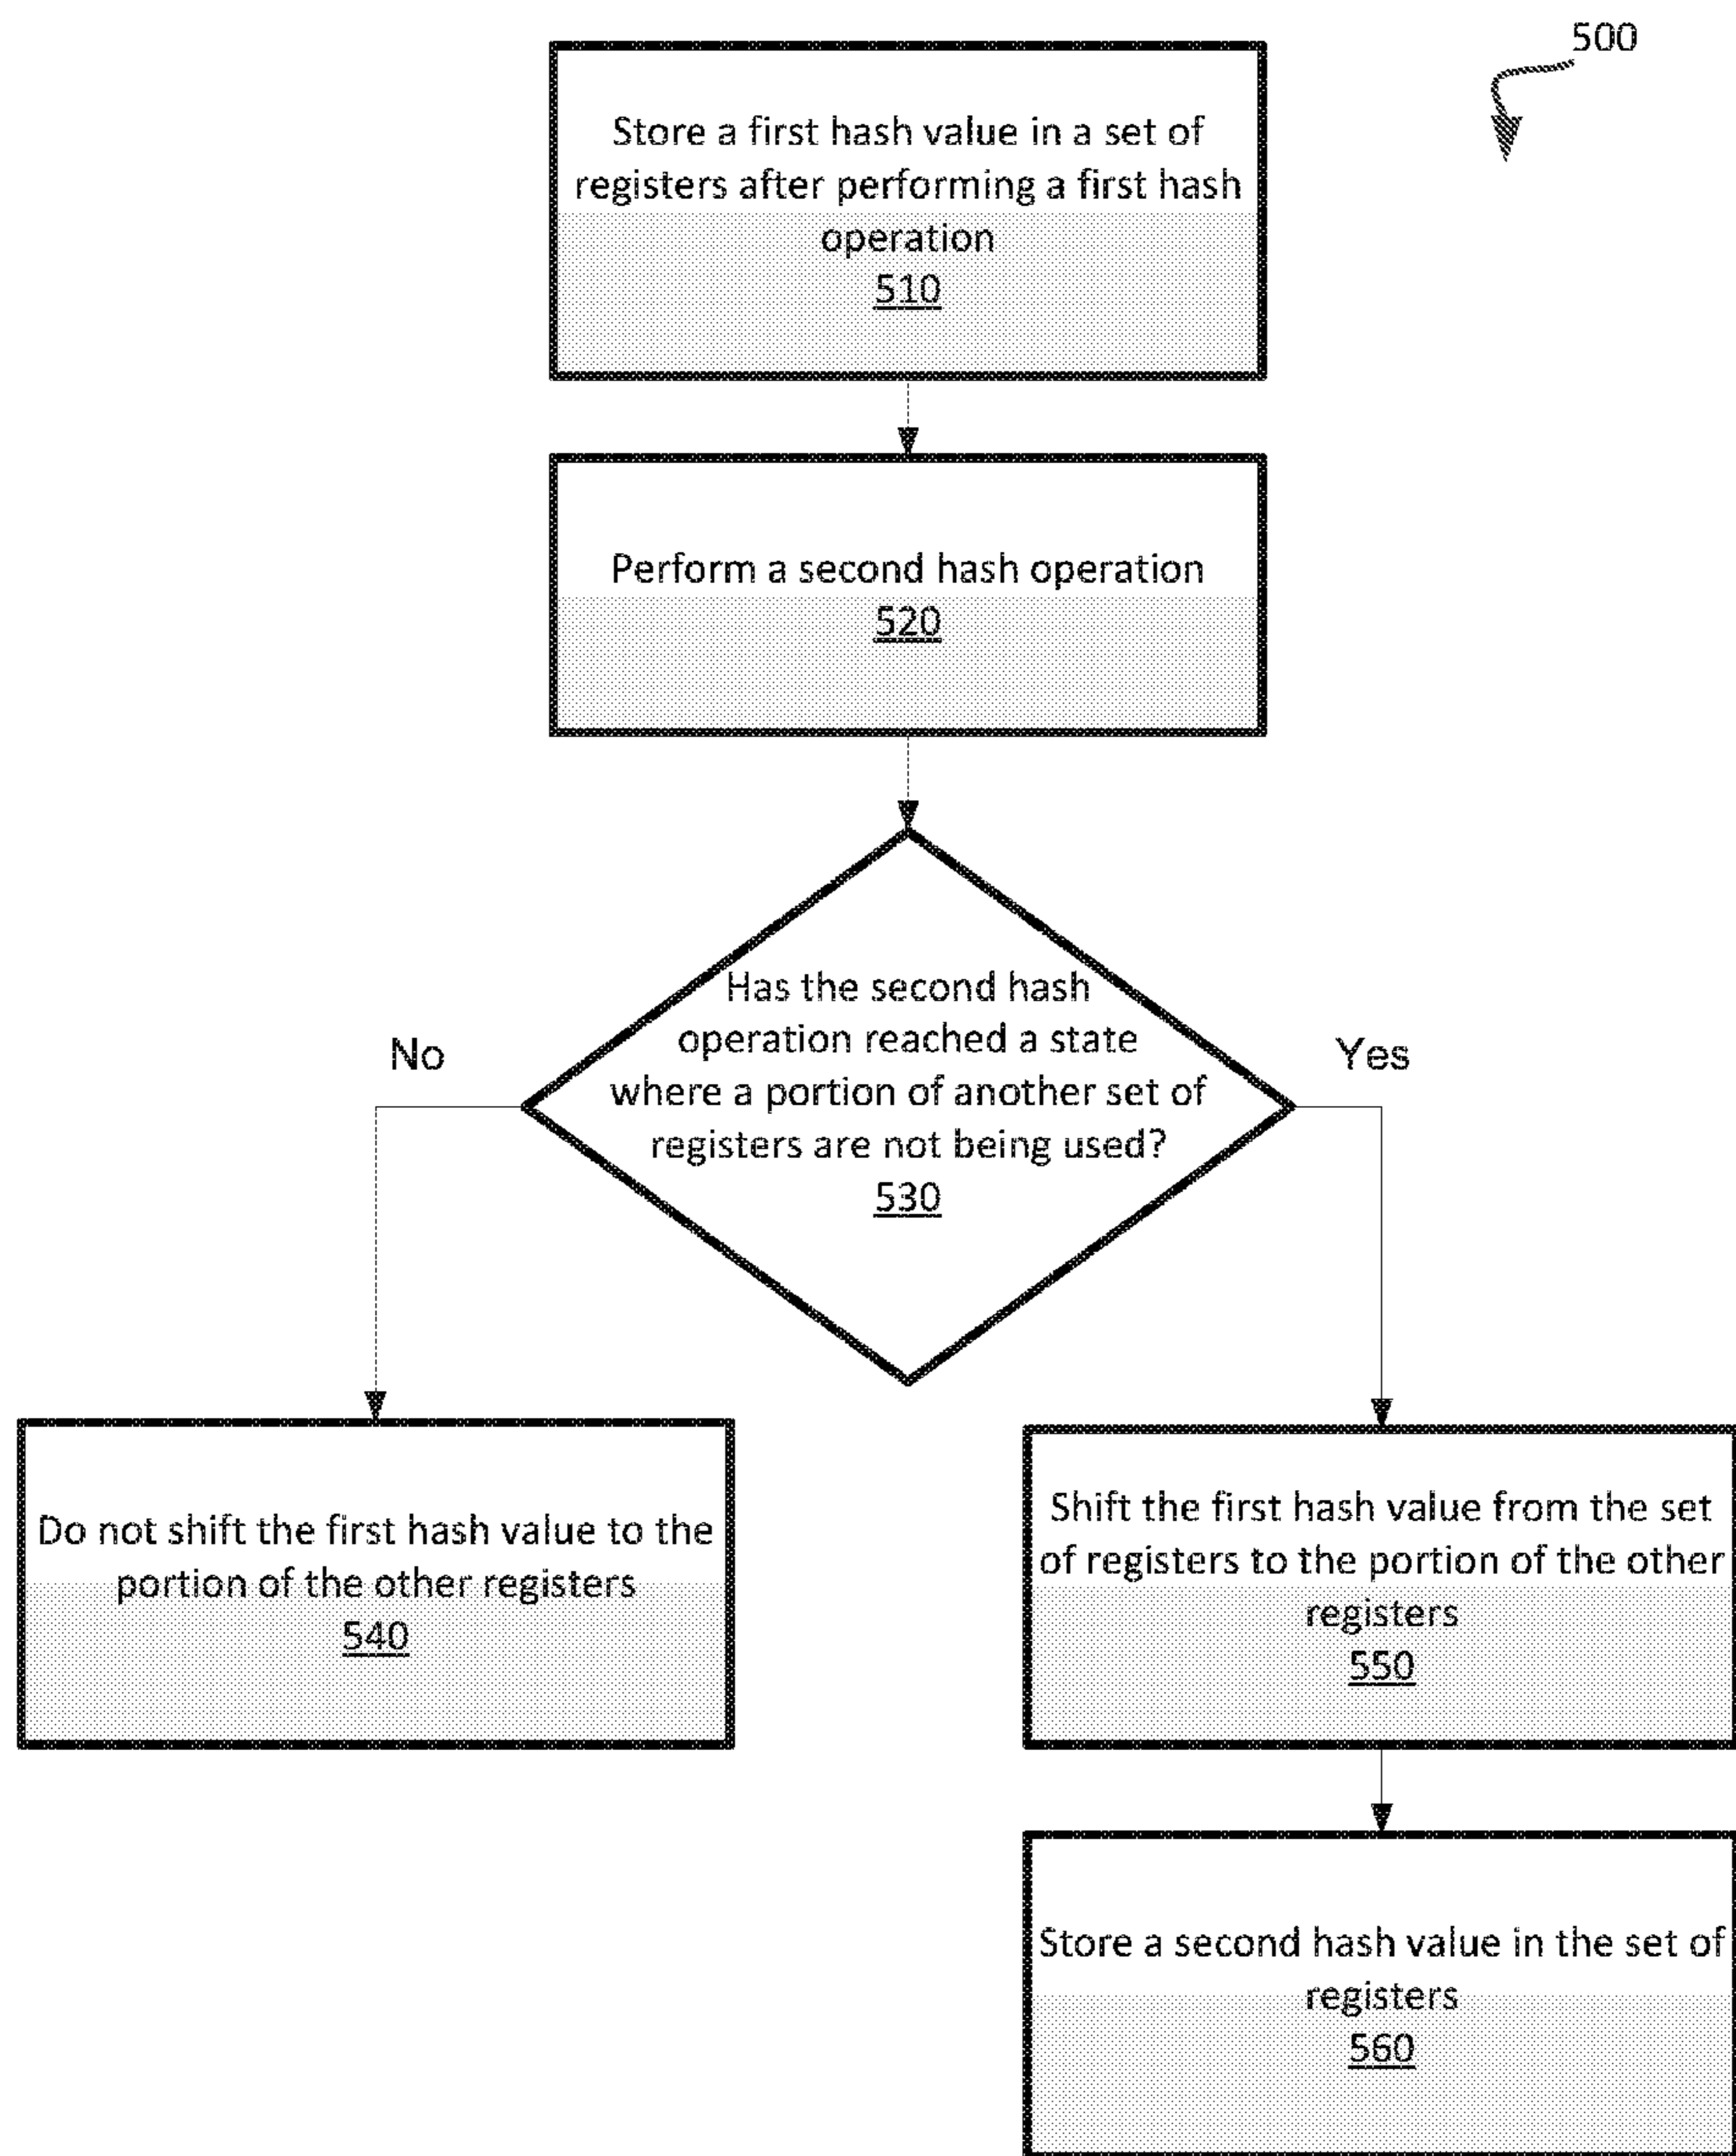 500
Store a first hash value in a set of
registers after performing a first hash
operation
510
Perform a second hash operation
520
Has the second hash
operation reached a state
where a portion of another set of
registers are not being used?
530
No
Yes
Do not shift the first hash value to the
portion of the other registers
540
Shift the first hash value from the set
of registers to the portion of the other
registers
550
Store a second hash value in the set of
registers
560